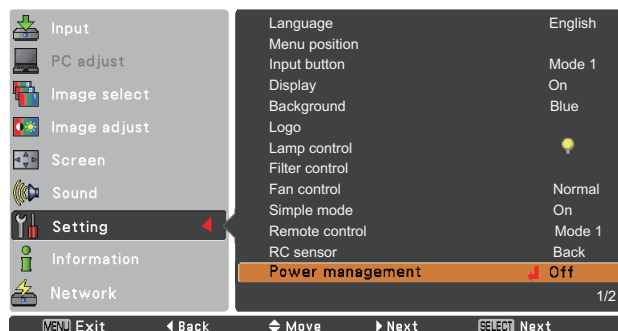 Input
PC adjust
Image select
Image adjust
Screen
Sound
Setting
Information
Network
Language English
Menu position
Input button Mode 1
Display On
Background Blue
Logo
Lamp control
Filter control
Fan control Normal
Simple mode On
Remote control Mode 1
RC sensor Back
Power management Off
1/2
MENU Exit Back Move Next SELECT Next